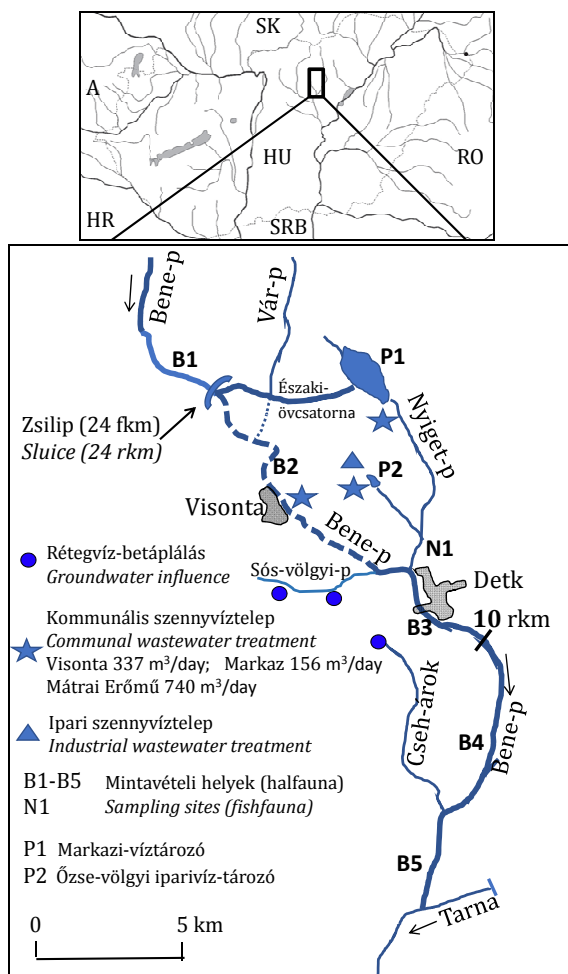 SK
A
HU
RO
HR
SRB
Bene-p
Vár-p
B1
P1
Északi-
övcsatorna
Nyiget-p
Zsilip (24 fkm)
Sluice (24 rkm)
B2
P2
Visonta
Bene-p
N1
Rétegvíz-betáplálás
Groundwater influence
Sós-völgyi-p
Detk
B3
10 rkm
Kommunális szennyvíztelep
Communal wastewater treatment
Visonta 337 m³/day; Markaz 156 m³/day
Mátrai Erőmű 740 m³/day
Cseh-árok
Ipari szennyvíztelep
Industrial wastewater treatment
B4
Bene-p
B1-B5 Mintavételi helyek (halfauna)
N1 Sampling sites (fishfauna)
P1 Markazi-víztározó
P2 Őzse-völgyi iparivíz-tározó
B5
Tarna
0 5 km